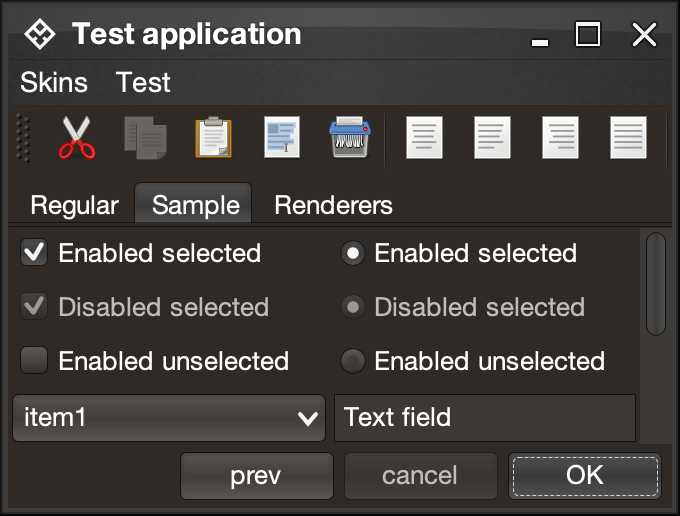 Test application
Skins Test
Regular Sample Renderers
Enabled selected Enabled selected
Disabled selected Disabled selected
Enabled unselected Enabled unselected
item1 Text field
prev cancel OK